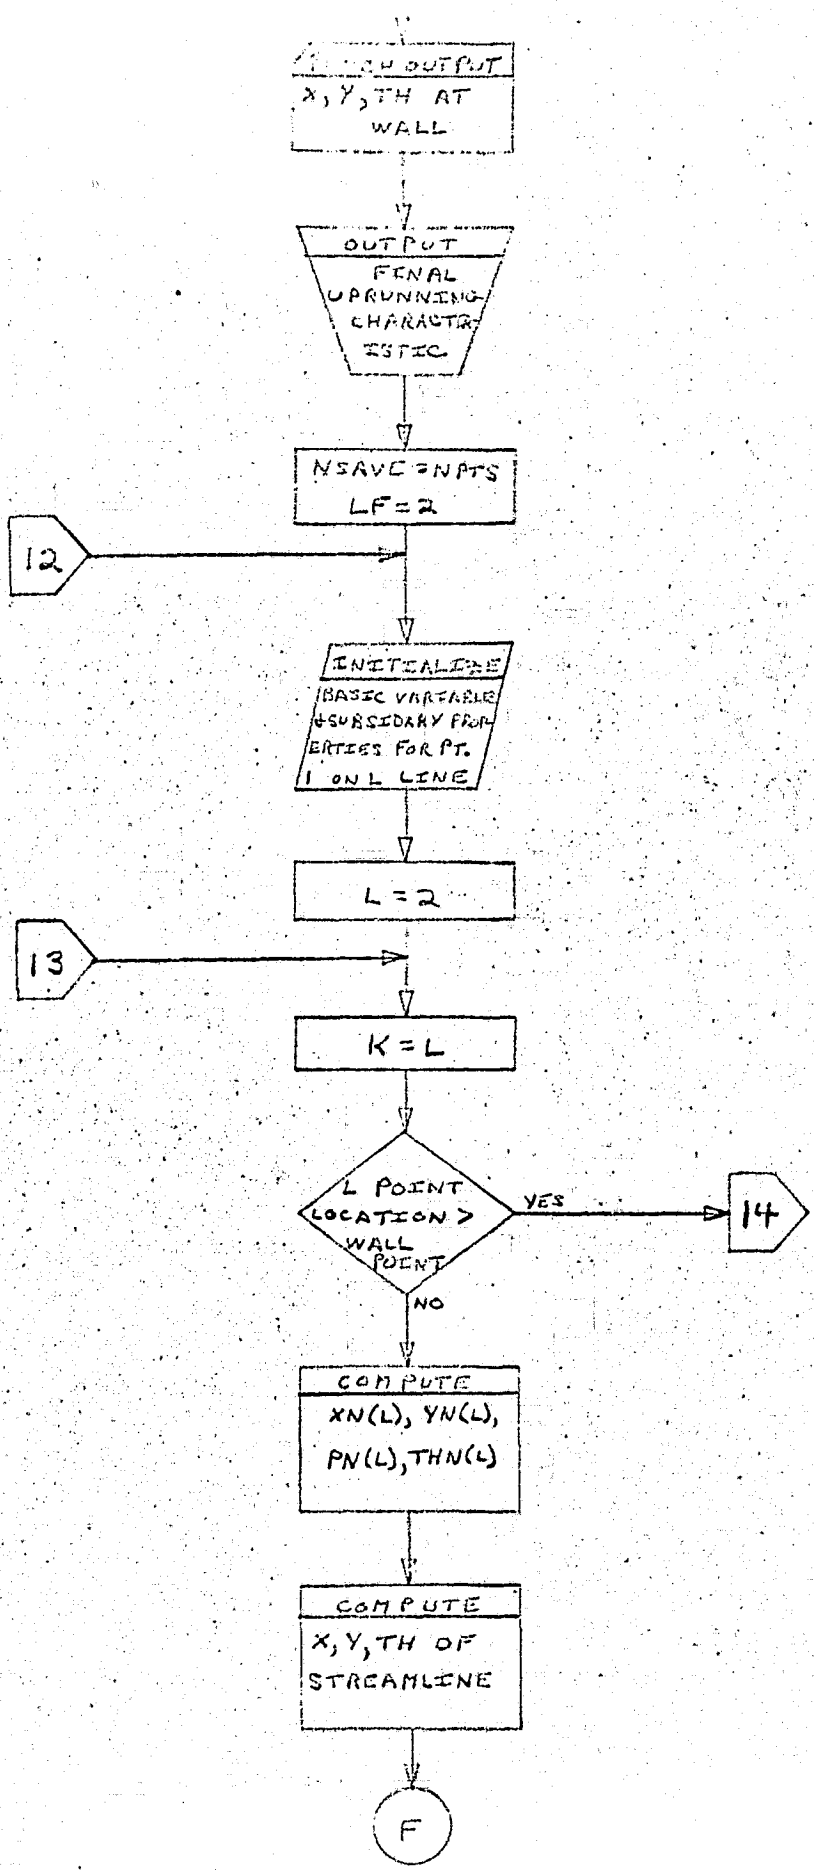 OUTPUT
X, Y, TH AT
WALL
OUTPUT
FINAL
UPRUNNING
CHARACTER-
ISTIC
NSAVE = NPTS
LF = 2
12
INITIALIZE
BASIC VARIABLE
+SUBSIDARY PROP
ERTIES FOR PT.
1 ON L LINE
L = 2
13
K = L
L POINT
LOCATION >
WALL
POINT
YES
14
NO
COMPUTE
XN(L), YN(L),
PN(L), THN(L)
COMPUTE
X, Y, TH OF
STREAMLINE
F